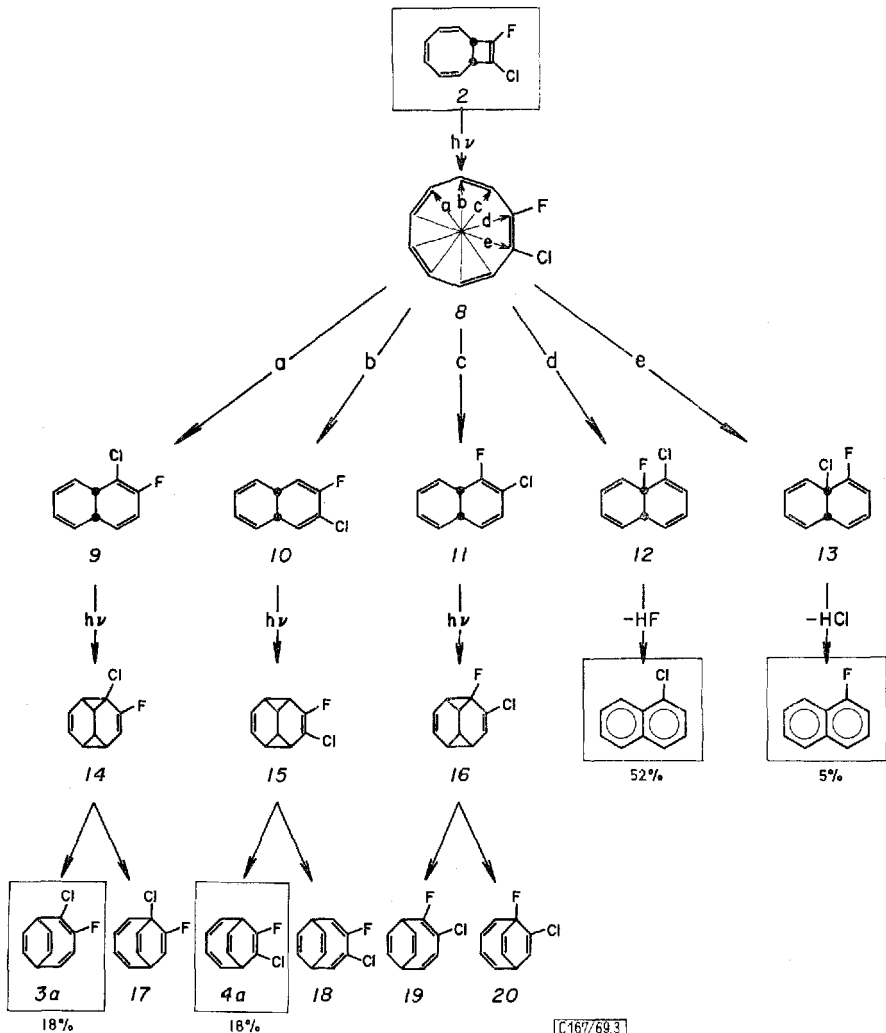 F
Cl
2
hν
a b c
d
e
F
Cl
8
a b c d e
Cl
F
F
Cl
F
Cl
F Cl
Cl F
9 10 11 12 13
hν hν hν -HF -HCl
Cl
F
F
Cl
F
Cl
Cl
F
14 15 16 52% 5%
Cl
F
Cl
F
F
Cl
F
Cl
F
Cl
F
Cl
3a 17 4a 18 19 20
18% 18%
C167/69.3